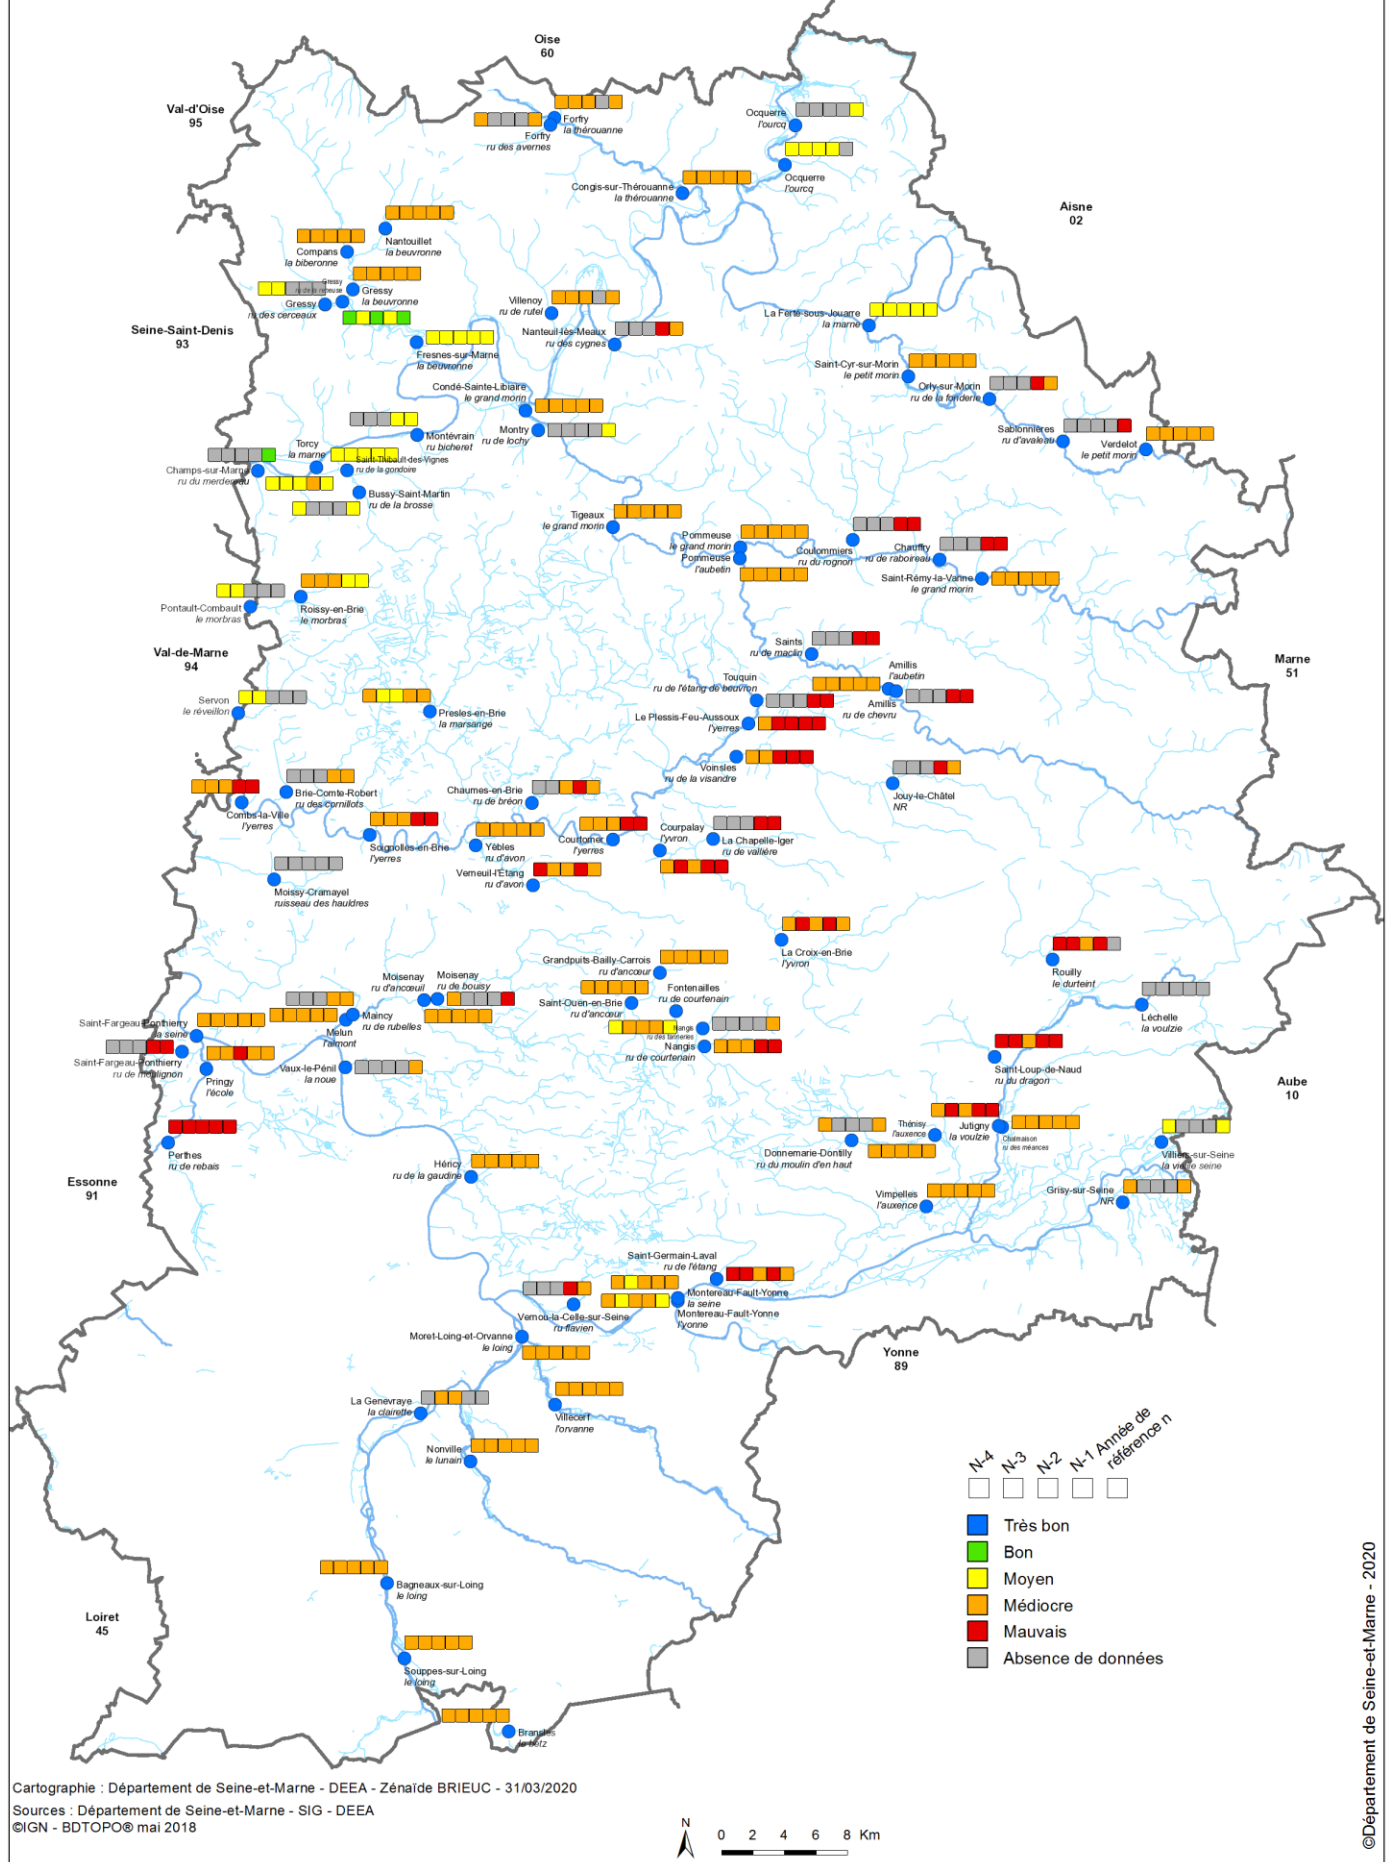 Oise
60
Val-d'Oise
95
Forfry
la thérouanne
Forfry
ru des avernes
Ocquerre
l'ourcq
Ocquerre
l'ourcq
Congis-sur-Thérouanne
la thérouanne
Aisne
02
Nantouillet
la beuvronne
Compans
la biberonne
Gressy
ru de la reneuse
Gressy
la beuvronne
Gressy
ru des cerceaux
Villenoy
ru de rutel
La Ferté-sous-Jouarre
la marne
Seine-Saint-Denis
93
Nanteuil-lès-Meaux
ru des cygnes
Fresnes-sur-Marne
la beuvronne
Saint-Cyr-sur-Morin
le petit morin
Orly-sur-Morin
ru de la fonderie
Condé-Sainte-Libiaire
le grand morin
Montry
ru de lochy
Sablonnières
ru d'avaleau
Verdelot
le petit morin
Montévrain
ru bicheret
Torcy
la marne
Saint-Thibault-des-Vignes
ru de la gondoire
Champs-sur-Marne
ru du merdereau
Bussy-Saint-Martin
ru de la brosse
Tigeaux
le grand morin
Pommeuse
le grand morin
Pommeuse
l'aubetin
Coulommiers
ru du rognon
Chauffry
ru de raboireau
Saint-Rémy-la-Vanne
le grand morin
Pontault-Combault
le morbras
Roissy-en-Brie
le morbras
Val-de-Marne
94
Saints
ru de maclin
Marne
51
Touquin
ru de l'étang de beuvron
Amillis
l'aubetin
Amillis
ru de chevru
Servon
le réveillon
Presles-en-Brie
la marsange
Le Plessis-Feu-Aussoux
l'yerres
Voinsles
ru de la visandre
Jouy-le-Châtel
NR
Brie-Comte-Robert
ru des cornillots
Chaumes-en-Brie
ru de bréon
Combs-la-Ville
l'yerres
Soignolles-en-Brie
l'yerres
Yèbles
ru d'avon
Courtomer
l'yerres
Courpalay
l'yvron
La Chapelle-Iger
ru de vallière
Verneuil-l'Étang
ru d'avon
Moissy-Cramayel
ruisseau des hauldres
La Croix-en-Brie
l'yvron
Grandpuits-Bailly-Carrois
ru d'ancœur
Rouilly
le durteint
Moisenay
ru d'ancœuil
Moisenay
ru de bouisy
Saint-Ouen-en-Brie
ru d'ancœur
Fontenailles
ru de courtenain
Léchelle
la voulzie
Saint-Fargeau-Ponthierry
la seine
Melun
l'almont
Maincy
ru de rubelles
Nangis
ru des tanneries
Nangis
ru de courtenain
Saint-Fargeau-Ponthierry
ru de moulignon
Pringy
l'école
Vaux-le-Pénil
la noue
Saint-Loup-de-Naud
ru du dragon
Aube
10
Perthes
ru de rebais
Thénisy
l'auxence
Jutigny
la voulzie
Chalmaison
ru des méances
Donnemarie-Dontilly
ru du moulin d'en haut
Villiers-sur-Seine
la vieille seine
Héricy
ru de la gaudine
Essonne
91
Vimpelles
l'auxence
Grisy-sur-Seine
NR
Saint-Germain-Laval
ru de l'étang
Montereau-Fault-Yonne
la seine
Montereau-Fault-Yonne
l'yonne
Vernou-la-Celle-sur-Seine
ru flavien
Moret-Loing-et-Orvanne
le loing
Yonne
89
La Genevraye
la clairette
Villecerf
l'orvanne
Nonville
le lunain
N-4
N-3
N-2
N-1
Année de
référence n
Très bon
Bon
Moyen
Médiocre
Mauvais
Absence de données
Bagneaux-sur-Loing
le loing
Loiret
45
Souppes-sur-Loing
le loing
Bransles
le betz
Cartographie : Département de Seine-et-Marne - DEEA - Zénaïde BRIEUC - 31/03/2020
Sources : Département de Seine-et-Marne - SIG - DEEA
©IGN - BDTOPO® mai 2018
N
0 2 4 6 8 Km
©Département de Seine-et-Marne - 2020